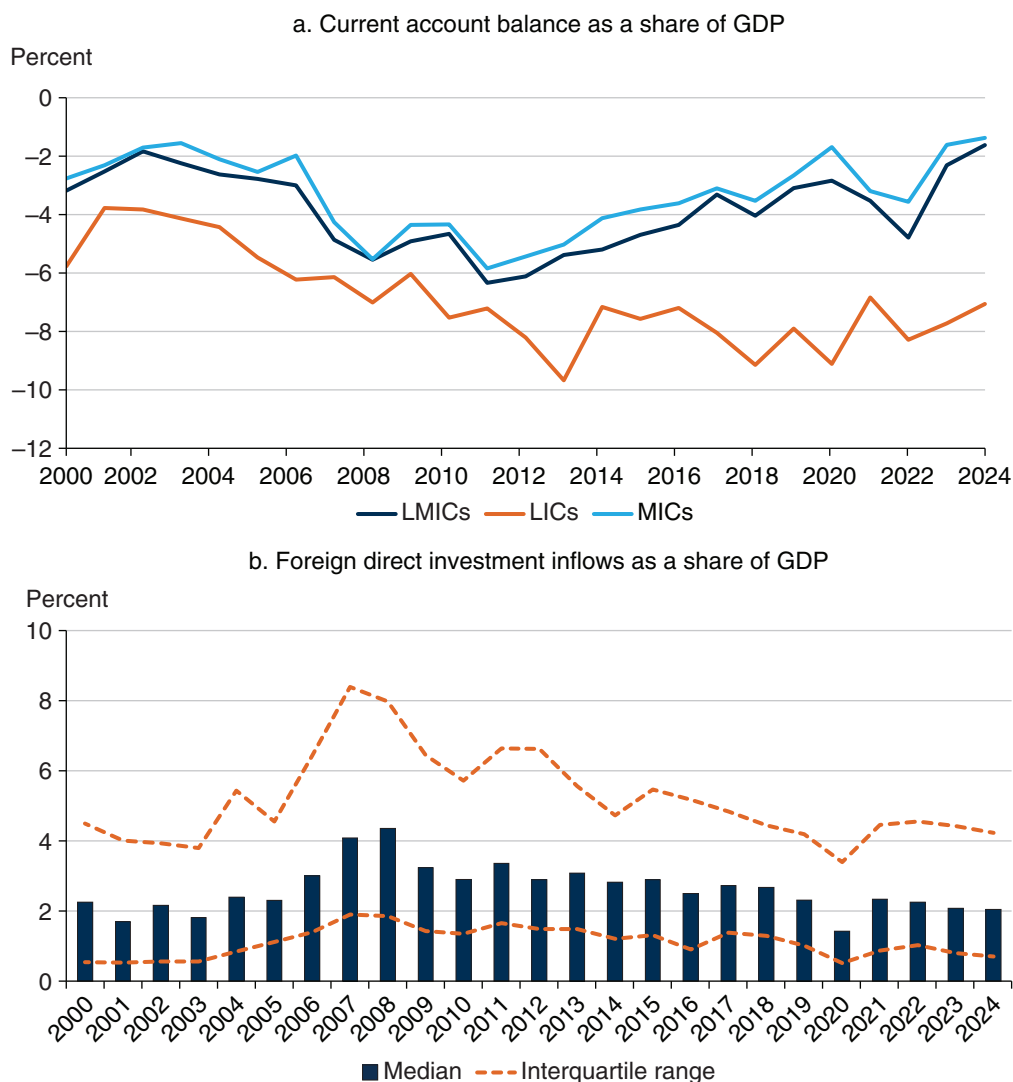 a. Current account balance as a share of GDP
Percent
0
–2
–4
–6
–8
–10
–12
2000 2002 2004 2006 2008 2010 2012 2014 2016 2018 2020 2022 2024
LMICs LICs MICs
b. Foreign direct investment inflows as a share of GDP
Percent
10
8
6
4
2
0
2000 2001 2002 2003 2004 2005 2006 2007 2008 2009 2010 2011 2012 2013 2014 2015 2016 2017 2018 2019 2020 2021 2022 2023 2024
Median Interquartile range